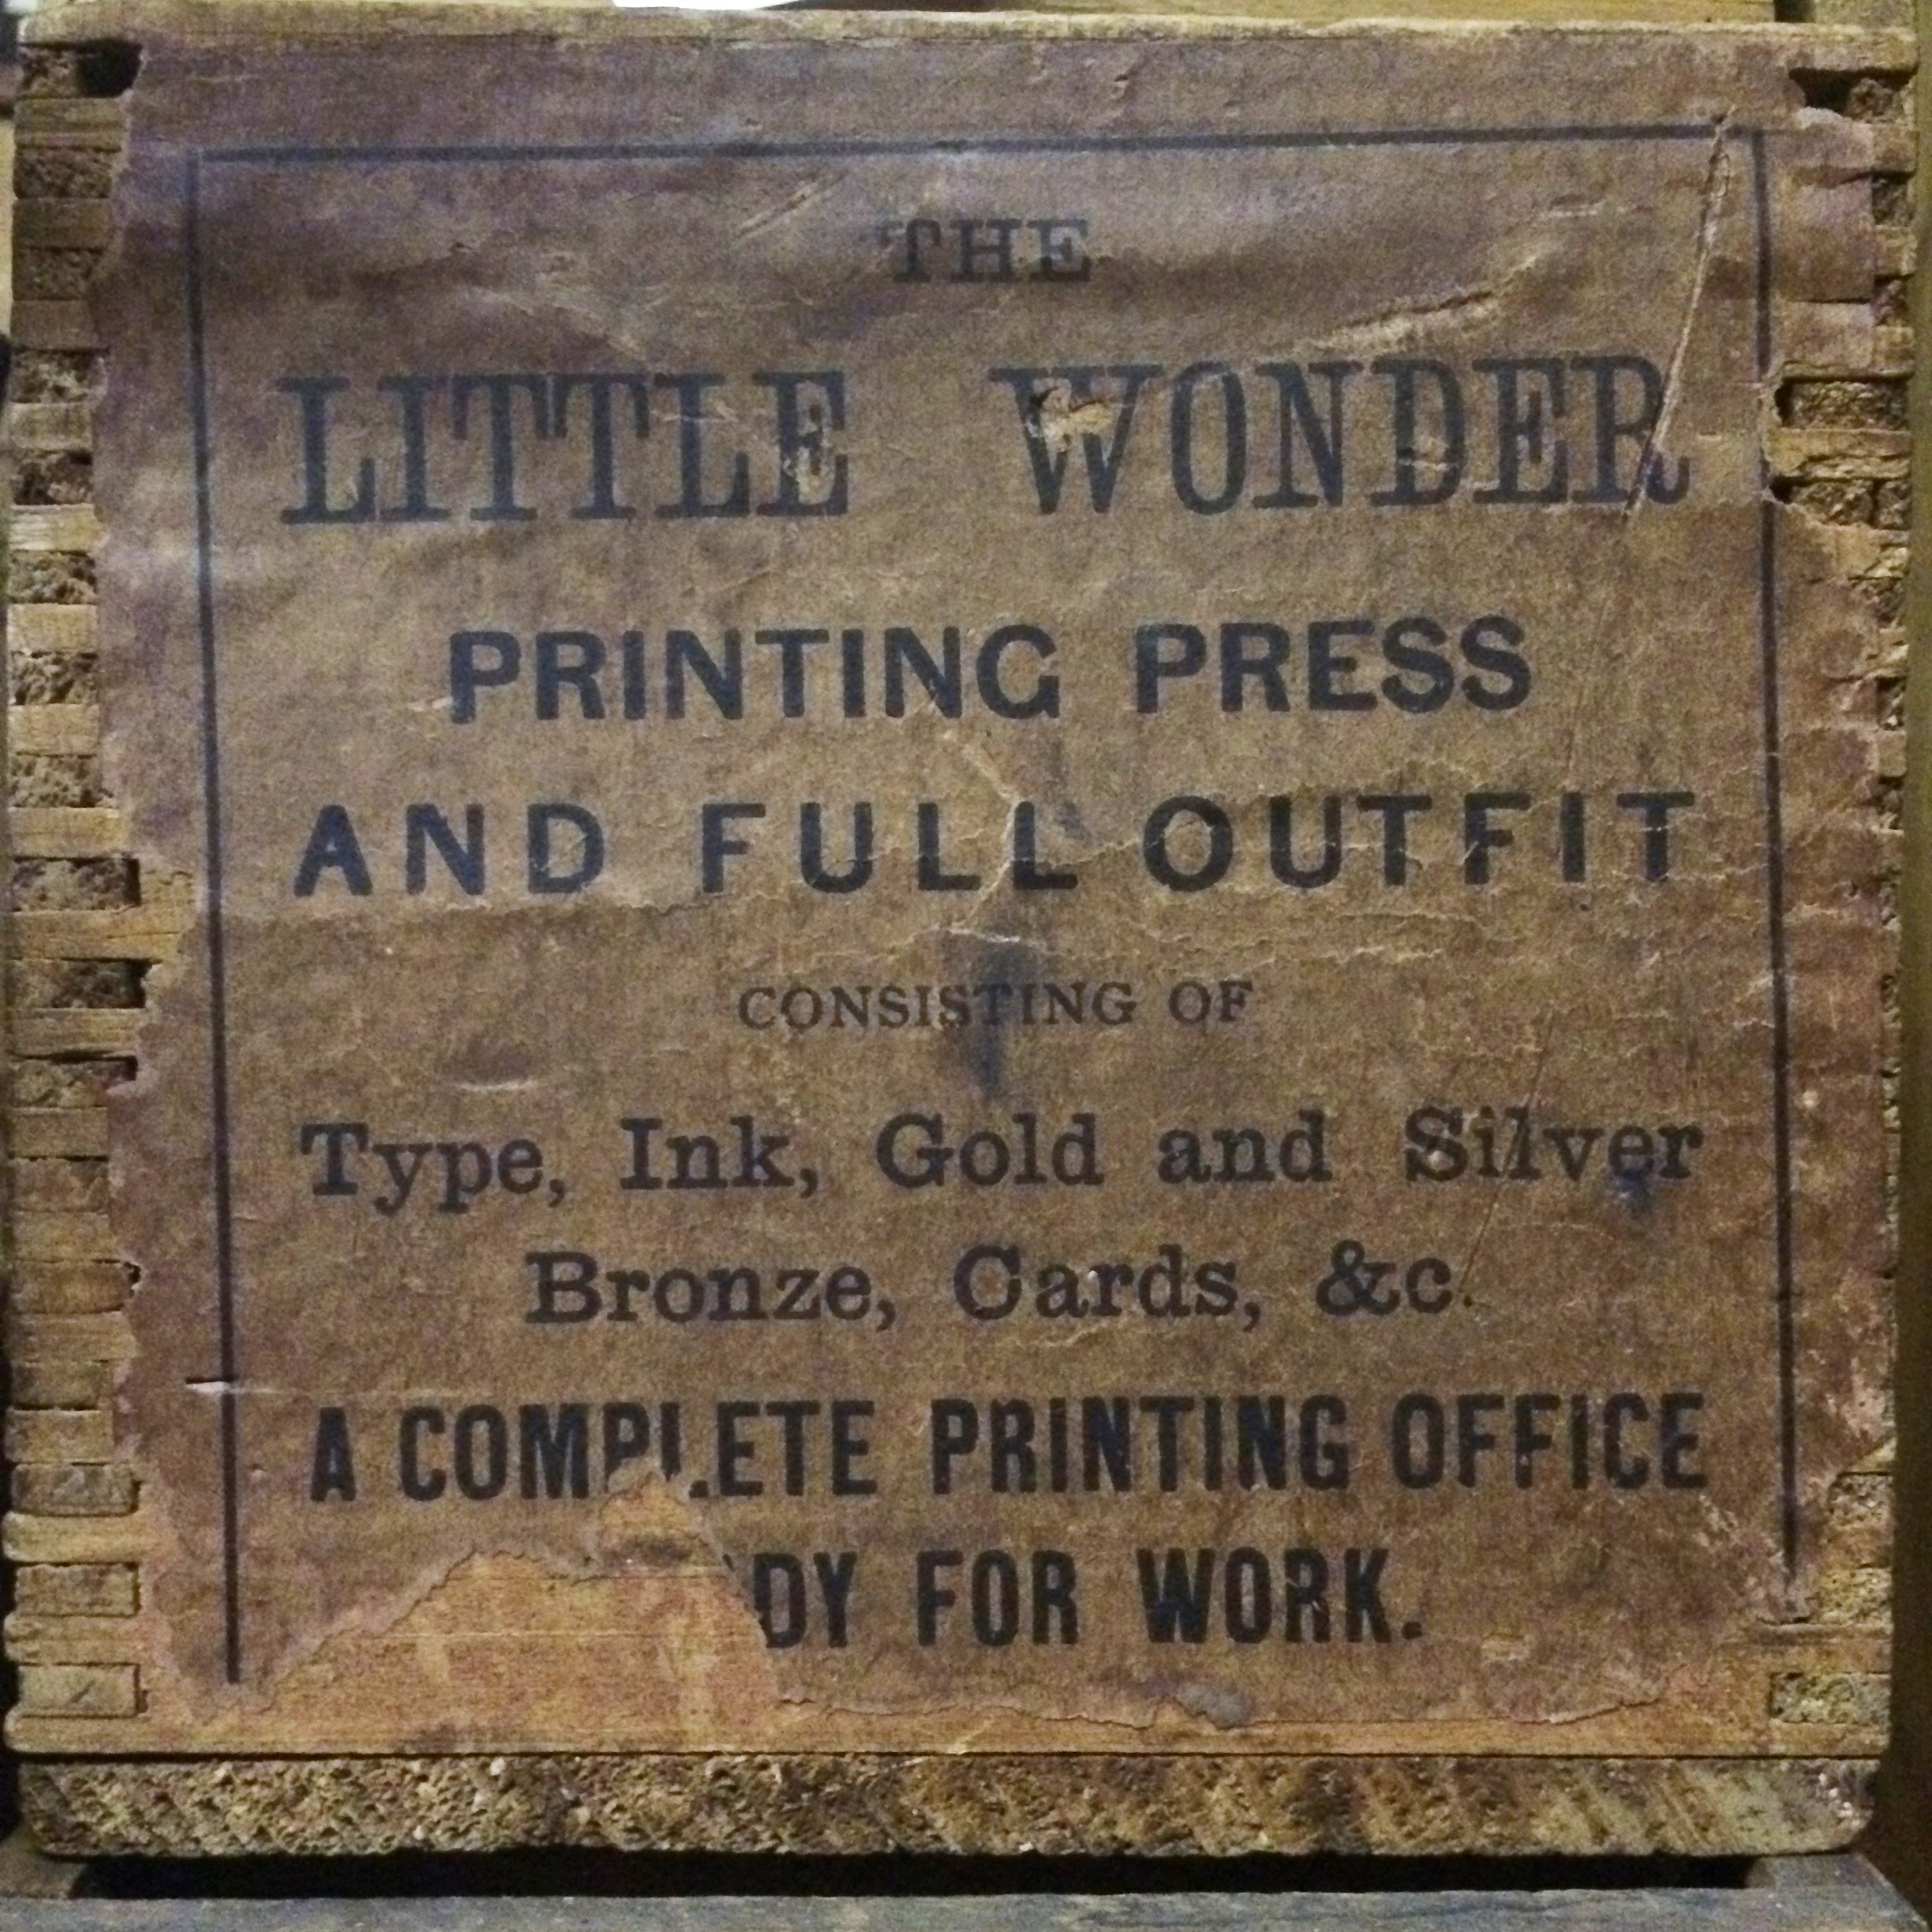 THE
LITTLE WONDER
PRINTING PRESS
AND FULL OUTFIT
CONSISTING OF
Type, Ink, Gold and Silver
Bronze, Cards, &c.
A COMPLETE PRINTING OFFICE
DY FOR WORK.